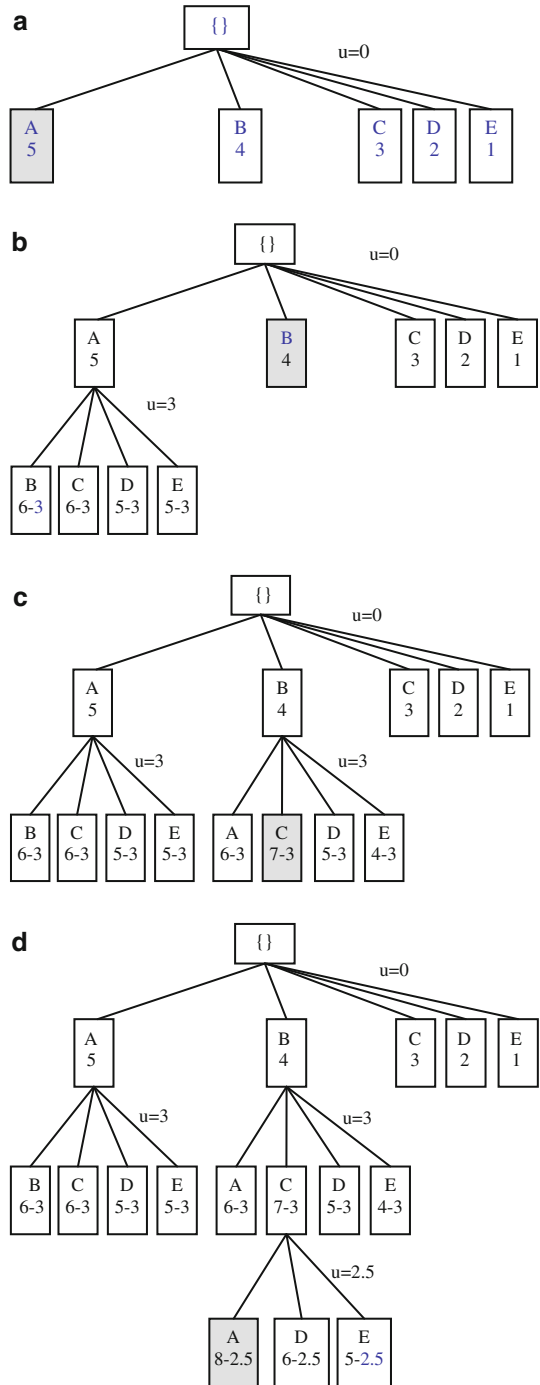 a
{}
u=0
A B C D E
5 4 3 2 1
b
{}
u=0
A B C D E
5 4 3 2 1
u=3
B C D E
6-3 6-3 5-3 5-3
c
{}
u=0
A B C D E
5 4 3 2 1
u=3 u=3
B C D E A C D E
6-3 6-3 5-3 5-3 6-3 7-3 5-3 4-3
d
{}
u=0
A B C D E
5 4 3 2 1
u=3 u=3
B C D E A C D E
6-3 6-3 5-3 5-3 6-3 7-3 5-3 4-3
u=2.5
A D E
8-2.5 6-2.5 5-2.5